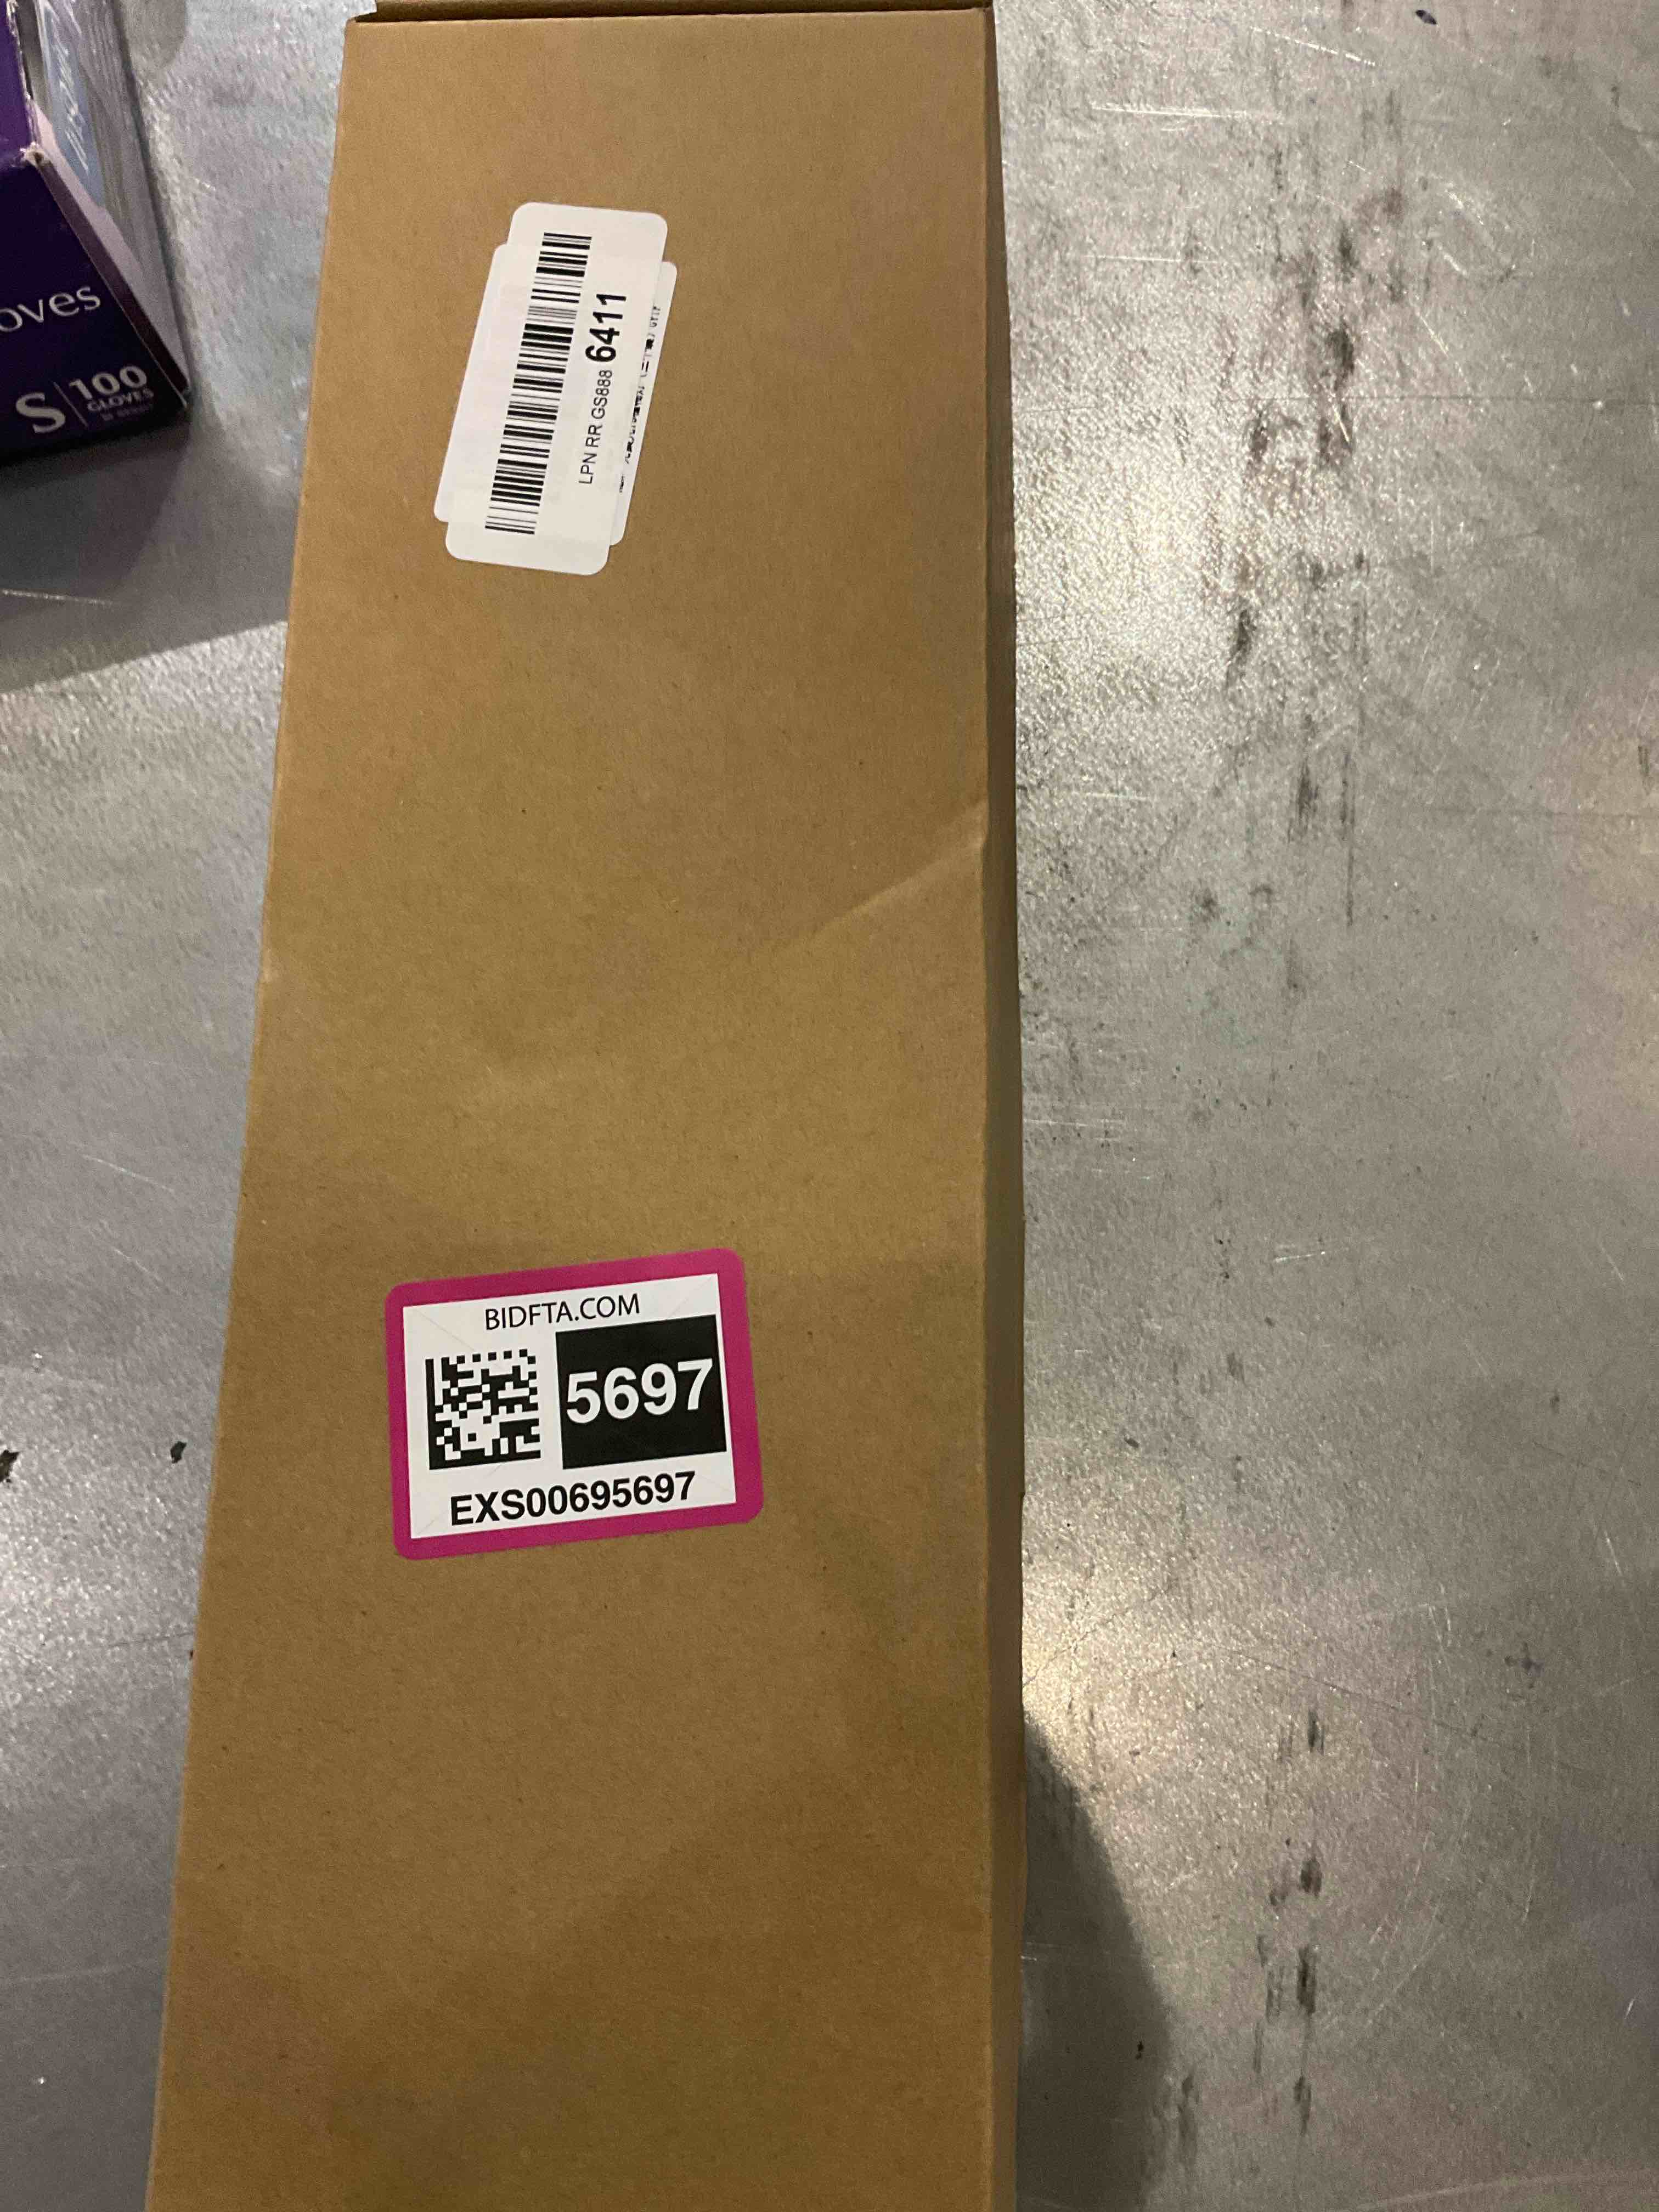 oves
S
100
GLOVES
LPN RR GS888 6411
BIDFTA.COM
5697
EXS00695697